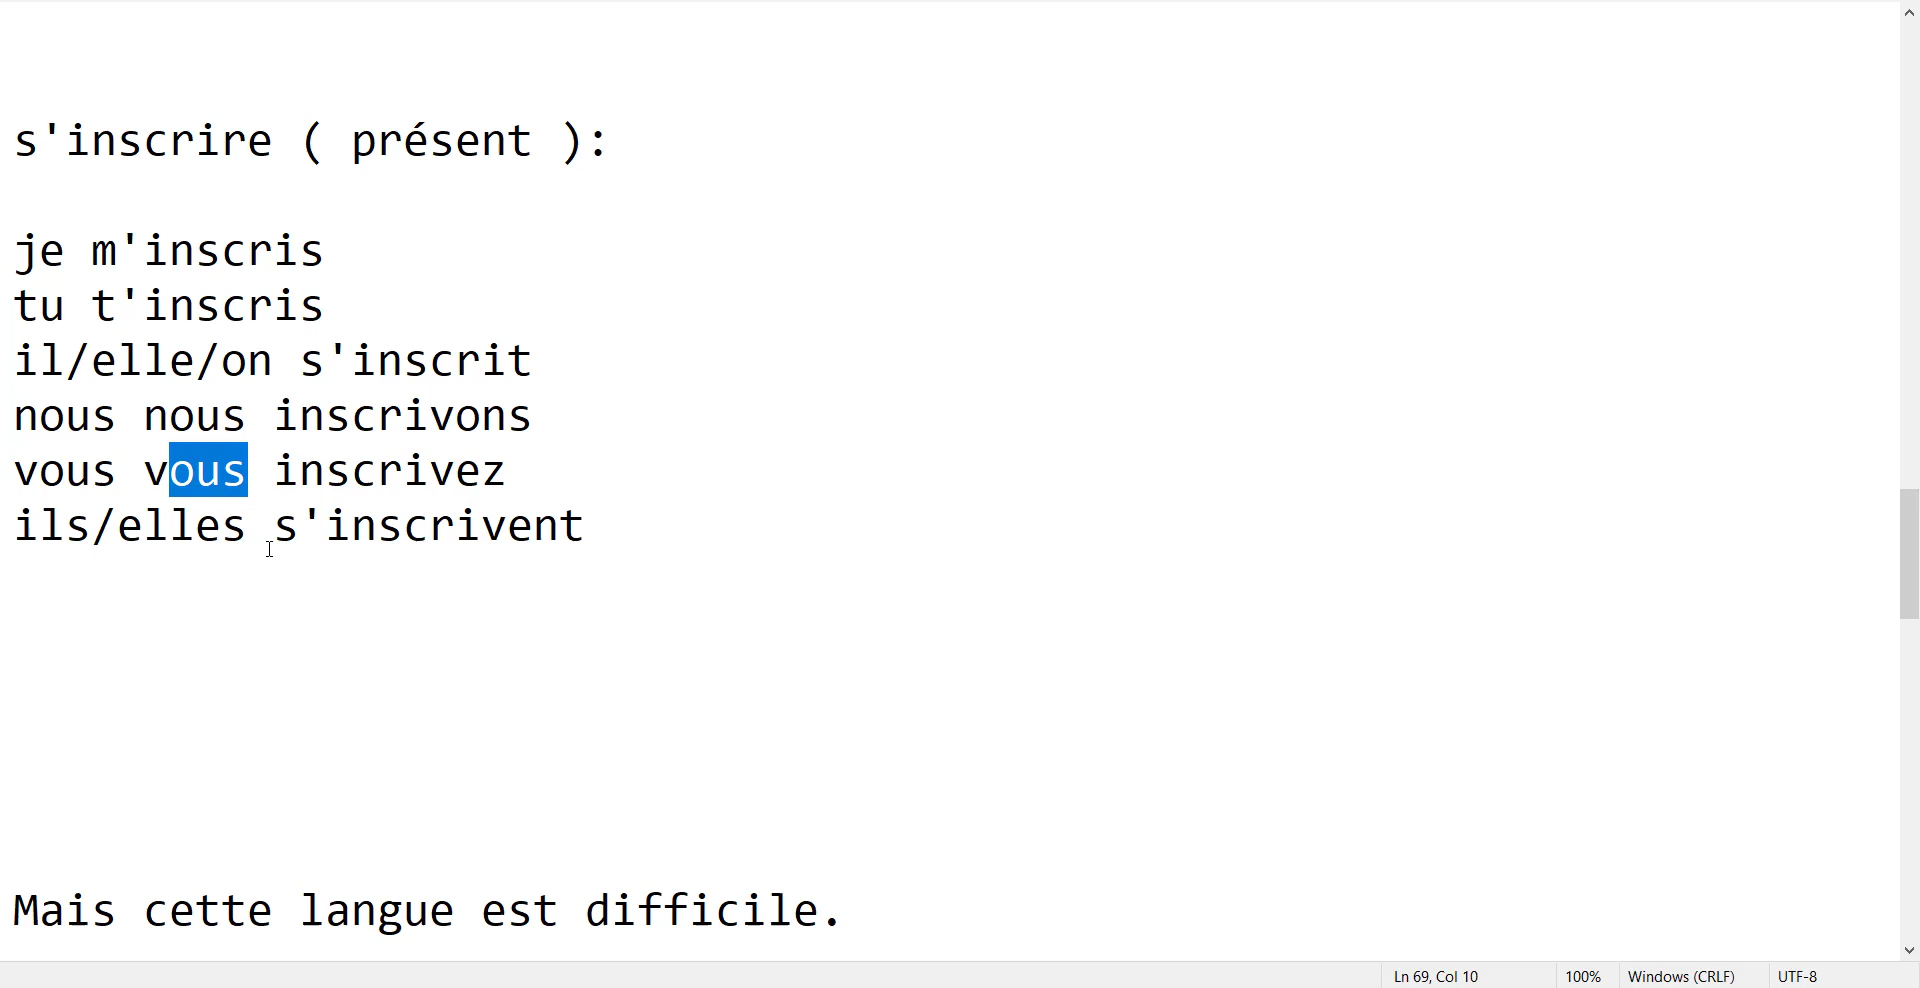 s'inscrire ( présent ):
je m'inscris
tu t'inscris
il/elle/on s'inscrit
nous nous inscrivons
vous vous inscrivez
ils/elles s'inscrivent
Mais cette langue est difficile.
Ln 69, Col 10 100% Windows (CRLF) UTF-8